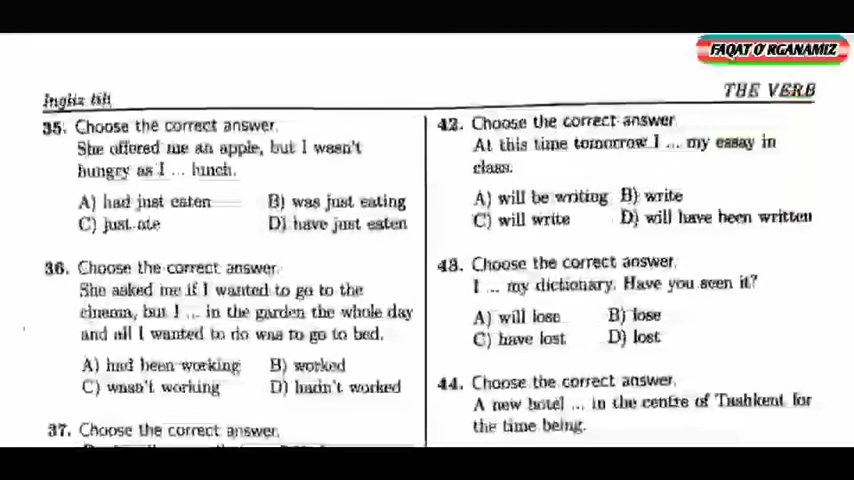 FAQAT O'RGANAMIZ
Ingliz tili
THE VERB
35. Choose the correct answer.
She offered me an apple, but I wasn't
hungry as I ... lunch.
A) had just eaten B) was just eating
C) just ate D) have just eaten
36. Choose the correct answer.
She asked me if I wanted to go to the
cinema, but I ... in the garden the whole day
and all I wanted to do was to go to bed.
A) had been working B) worked
C) wasn't working D) hadn't worked
37. Choose the correct answer.
42. Choose the correct answer.
At this time tomorrow I ... my essay in
class.
A) will be writing B) write
C) will write D) will have been written
43. Choose the correct answer.
I ... my dictionary. Have you seen it?
A) will lose B) lose
C) have lost D) lost
44. Choose the correct answer.
A new hotel ... in the centre of Tashkent for
the time being.